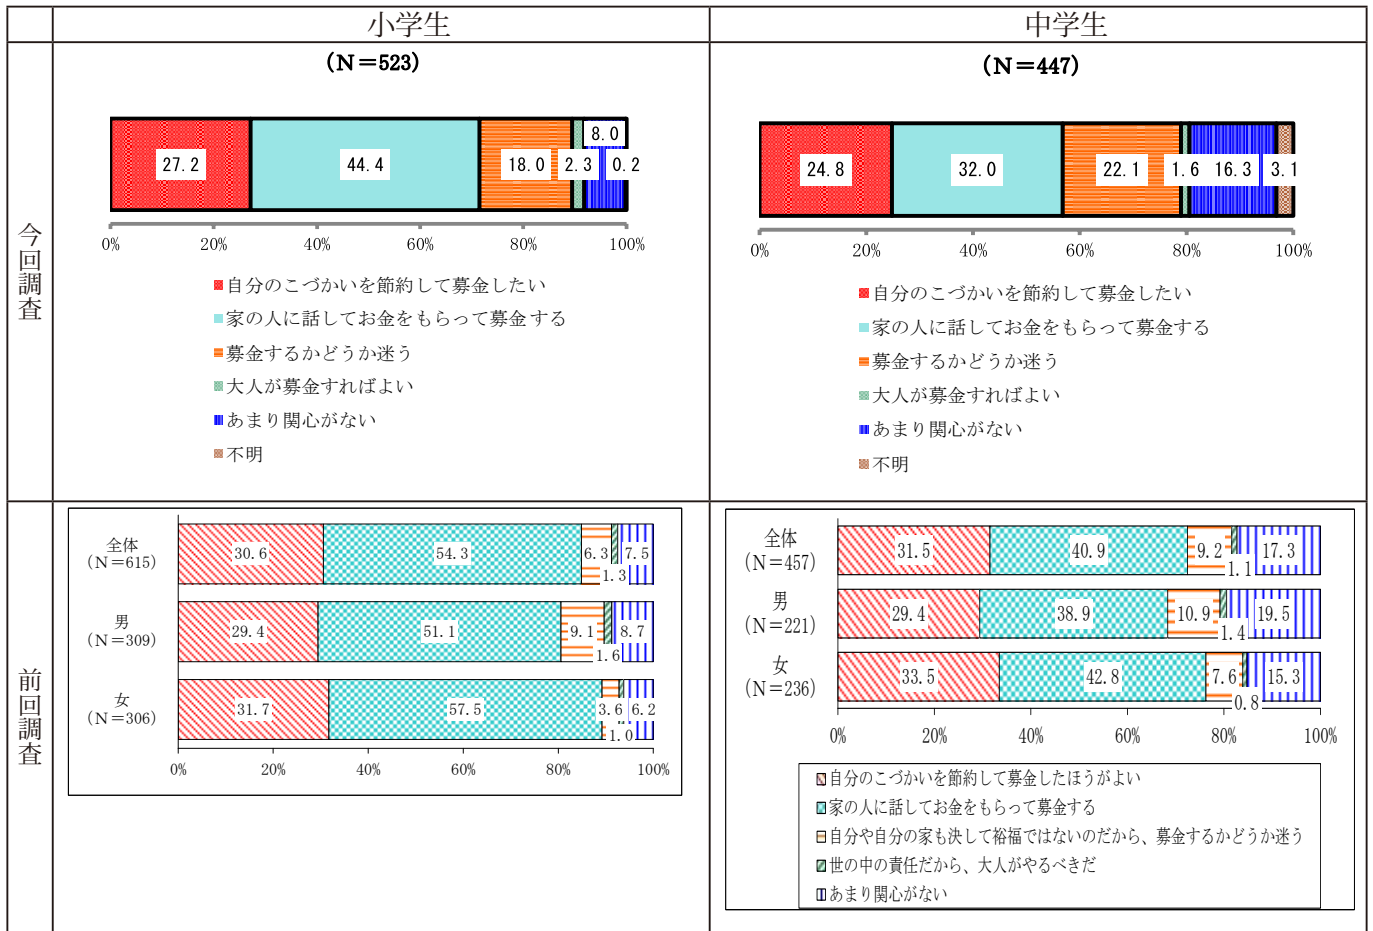 小学生
中学生
今回調査
（N＝523）
27.2
44.4
18.0
2.3
8.0
0.2
0%
20%
40%
60%
80%
100%
自分のこづかいを節約して募金したい
家の人に話してお金をもらって募金する
募金するかどうか迷う
大人が募金すればよい
あまり関心がない
不明
（N＝447）
24.8
32.0
22.1
1.6
16.3
3.1
0%
20%
40%
60%
80%
100%
自分のこづかいを節約して募金したい
家の人に話してお金をもらって募金する
募金するかどうか迷う
大人が募金すればよい
あまり関心がない
不明
前回調査
全体
（N＝615）
30.6
54.3
6.3
1.3
7.5
男
（N＝309）
29.4
51.1
9.1
1.6
8.7
女
（N＝306）
31.7
57.5
3.6
1.0
6.2
0%
20%
40%
60%
80%
100%
全体
（N＝457）
31.5
40.9
9.2
1.1
17.3
男
（N＝221）
29.4
38.9
10.9
1.4
19.5
女
（N＝236）
33.5
42.8
7.6
0.8
15.3
0%
20%
40%
60%
80%
100%
自分のこづかいを節約して募金したほうがよい
家の人に話してお金をもらって募金する
自分や自分の家も決して裕福ではないのだから、募金するかどうか迷う
世の中の責任だから、大人がやるべきだ
あまり関心がない